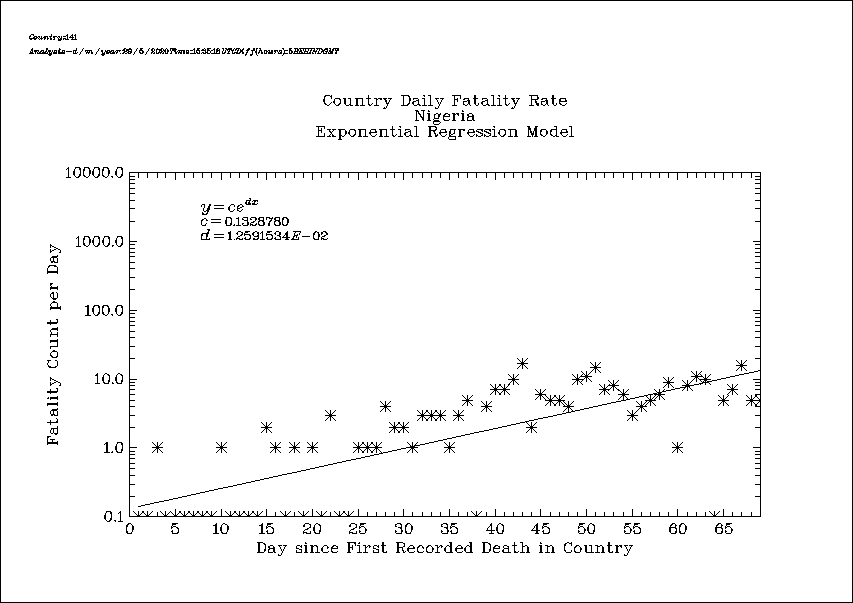 Country:141
Country Daily Fatality Rate
Nigeria
Exponential Regression Model
10000.0
y=ce^dx
c=0.1328780
d=1.2591534E-02
1000.0
100.0
10.0
1.0
0.1
Fatality Count per Day
0 5 10 15 20 25 30 35 40 45 50 55 60 65
Day since First Recorded Death in Country